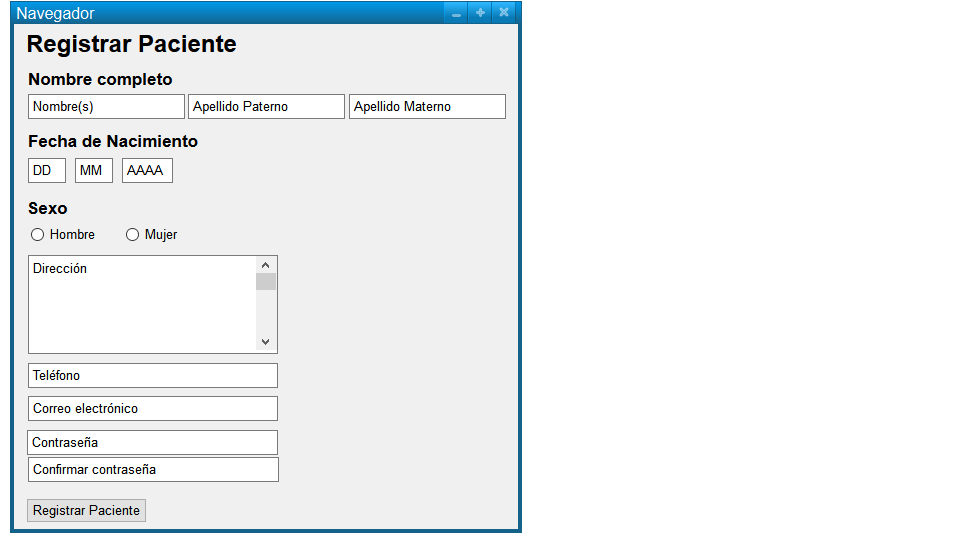 Navegador
Registrar Paciente
Nombre completo
Nombre(s) Apellido Paterno Apellido Materno
Fecha de Nacimiento
DD MM AAAA
Sexo
Hombre Mujer
Dirección
Teléfono
Correo electrónico
Contraseña
Confirmar contraseña
Registrar Paciente